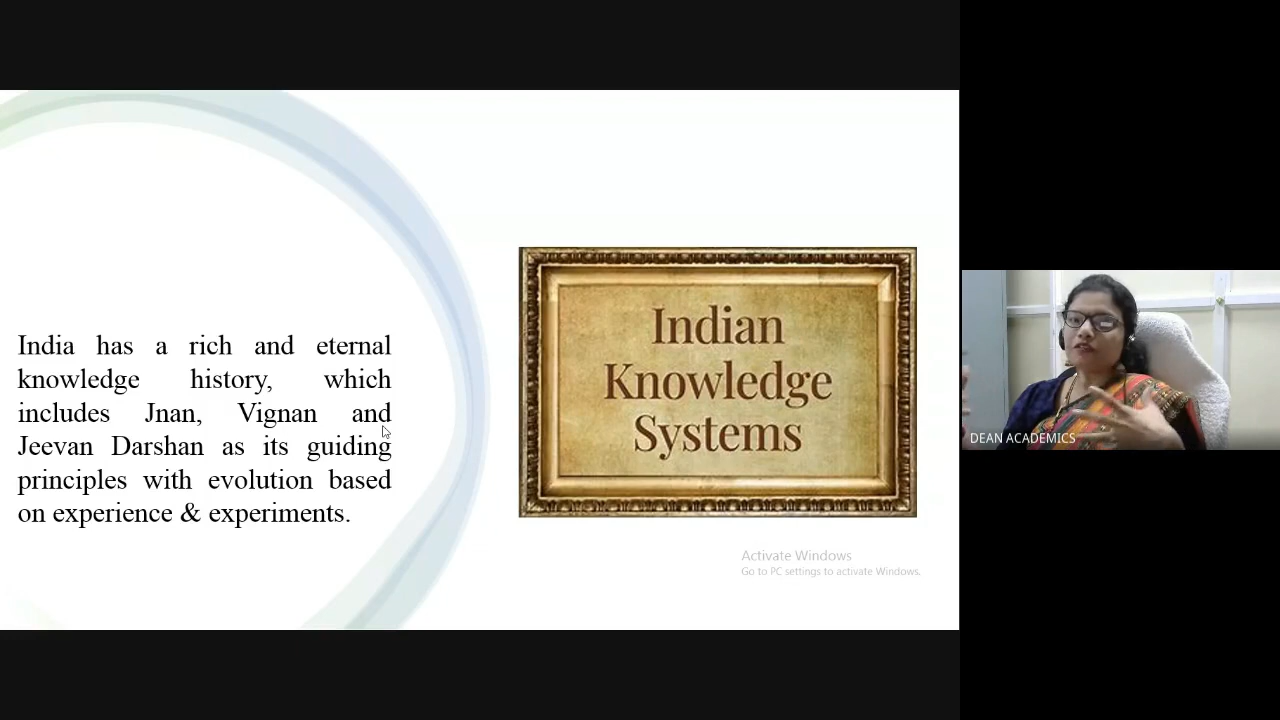 India has a rich and eternal
knowledge history, which
includes Jnan, Vignan and
Jeevan Darshan as its guiding
principles with evolution based
on experience & experiments.
Indian
Knowledge
Systems
Activate Windows
Go to PC settings to activate Windows.
DEAN ACADEMICS